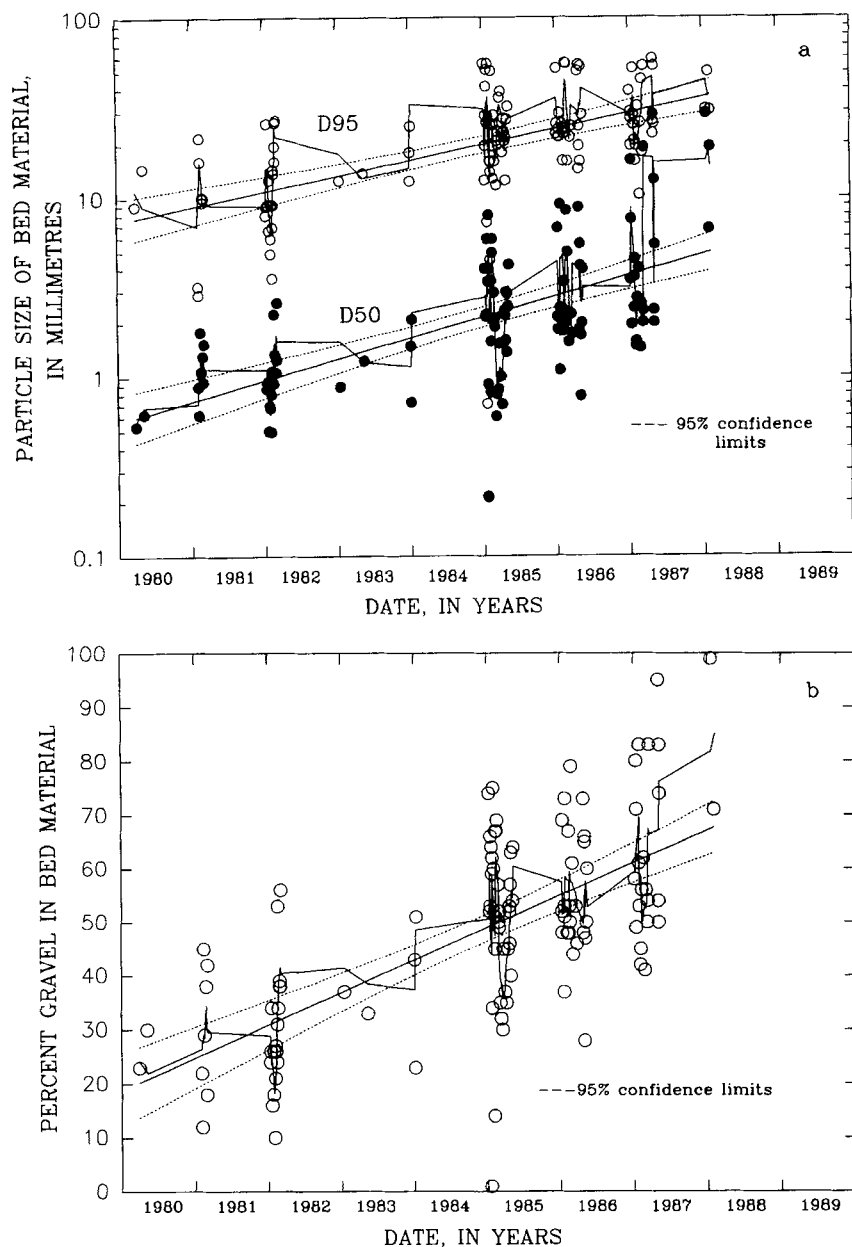 100
10
1
0.1
PARTICLE SIZE OF BED MATERIAL,
IN MILLIMETRES
a
D95
D50
--- 95% confidence
limits
1980 1981 1982 1983 1984 1985 1986 1987 1988 1989
DATE, IN YEARS
100
90
80
70
60
50
40
30
20
10
0
PERCENT GRAVEL IN BED MATERIAL
b
---95% confidence limits
1980 1981 1982 1983 1984 1985 1986 1987 1988 1989
DATE, IN YEARS